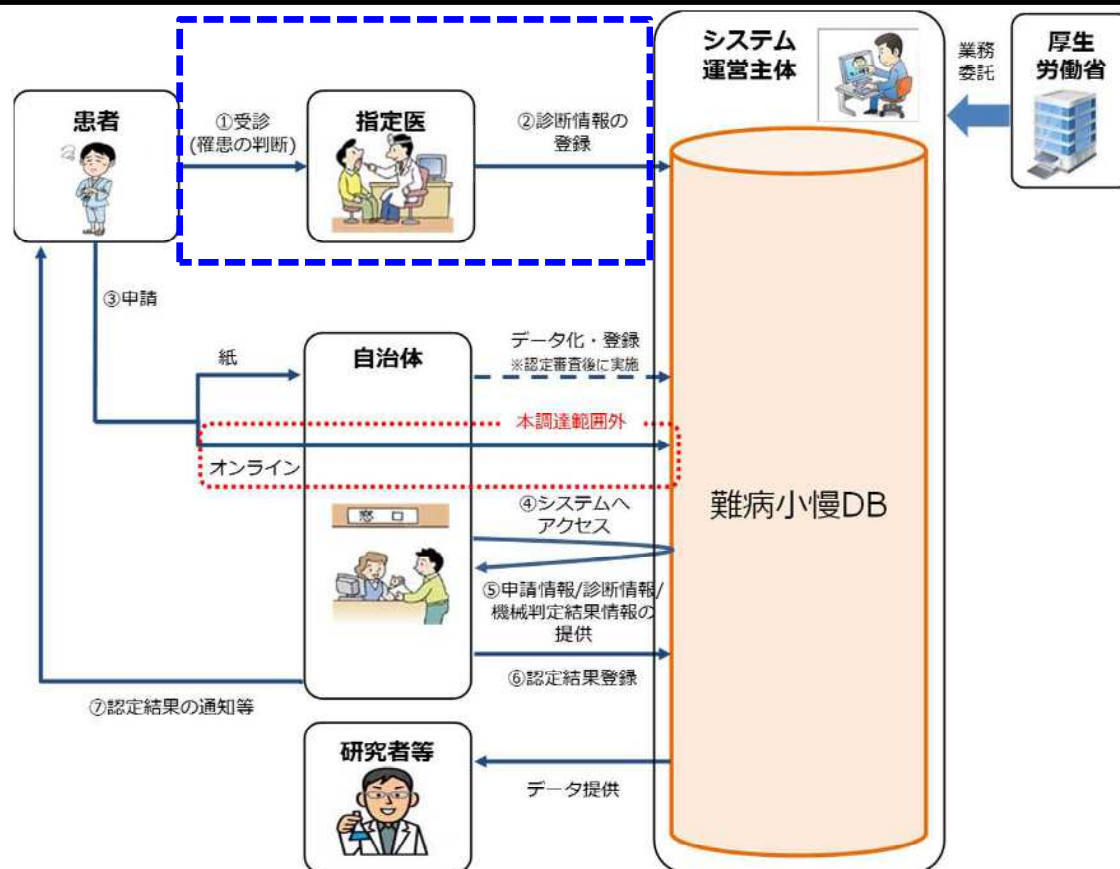 システム
運営主体
業務
委託
厚生
労働省
患者
①受診
(罹患の判断)
指定医
②診断情報の
登録
③申請
紙
自治体
データ化・登録
※認定審査後に実施
本調達範囲外
オンライン
窓口
④システムへ
アクセス
難病小慢DB
⑤申請情報/診断情報/
機械判定結果情報の
提供
⑥認定結果登録
⑦認定結果の通知等
研究者等
データ提供